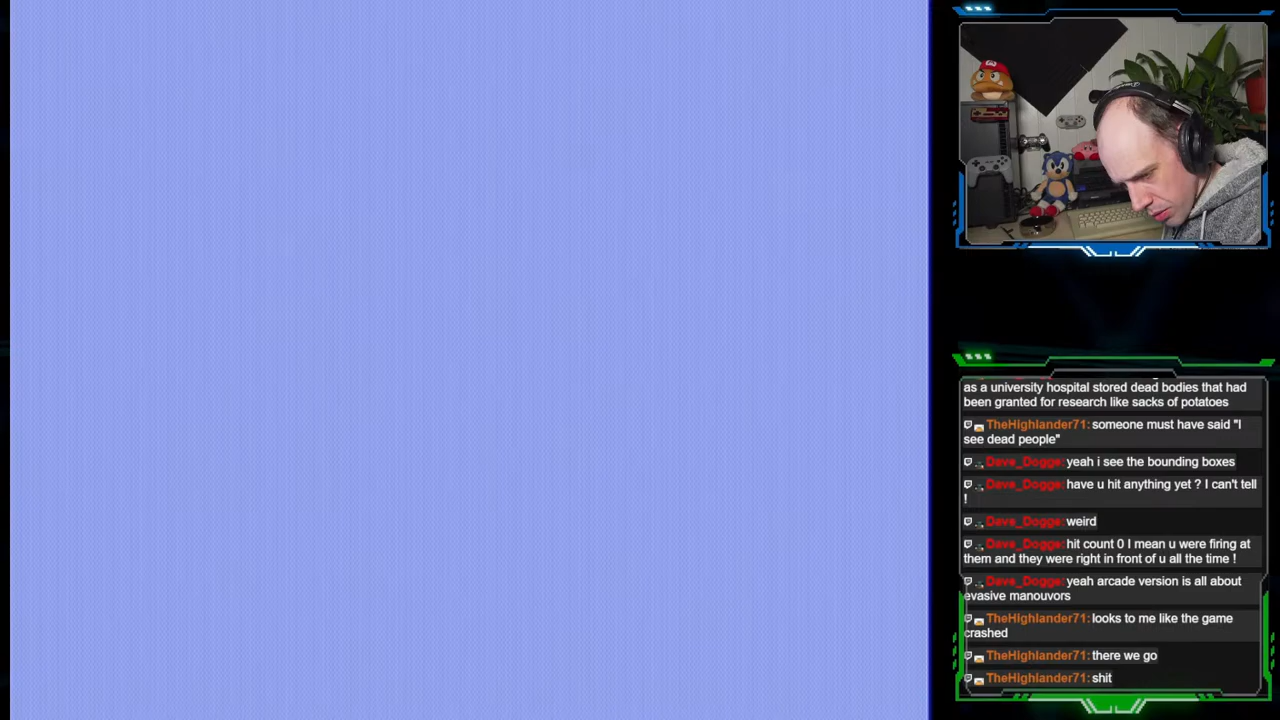 as a university hospital stored dead bodies that had
been granted for research like sacks of potatoes
TheHighlander71: someone must have said "I
see dead people"
Dave_Dogge: yeah i see the bounding boxes
Dave_Dogge: have u hit anything yet ? I can't tell
!
Dave_Dogge: weird
Dave_Dogge: hit count 0 I mean u were firing at
them and they were right in front of u all the time !
Dave_Dogge: yeah arcade version is all about
evasive manouvors
TheHighlander71: looks to me like the game
crashed
TheHighlander71: there we go
TheHighlander71: shit